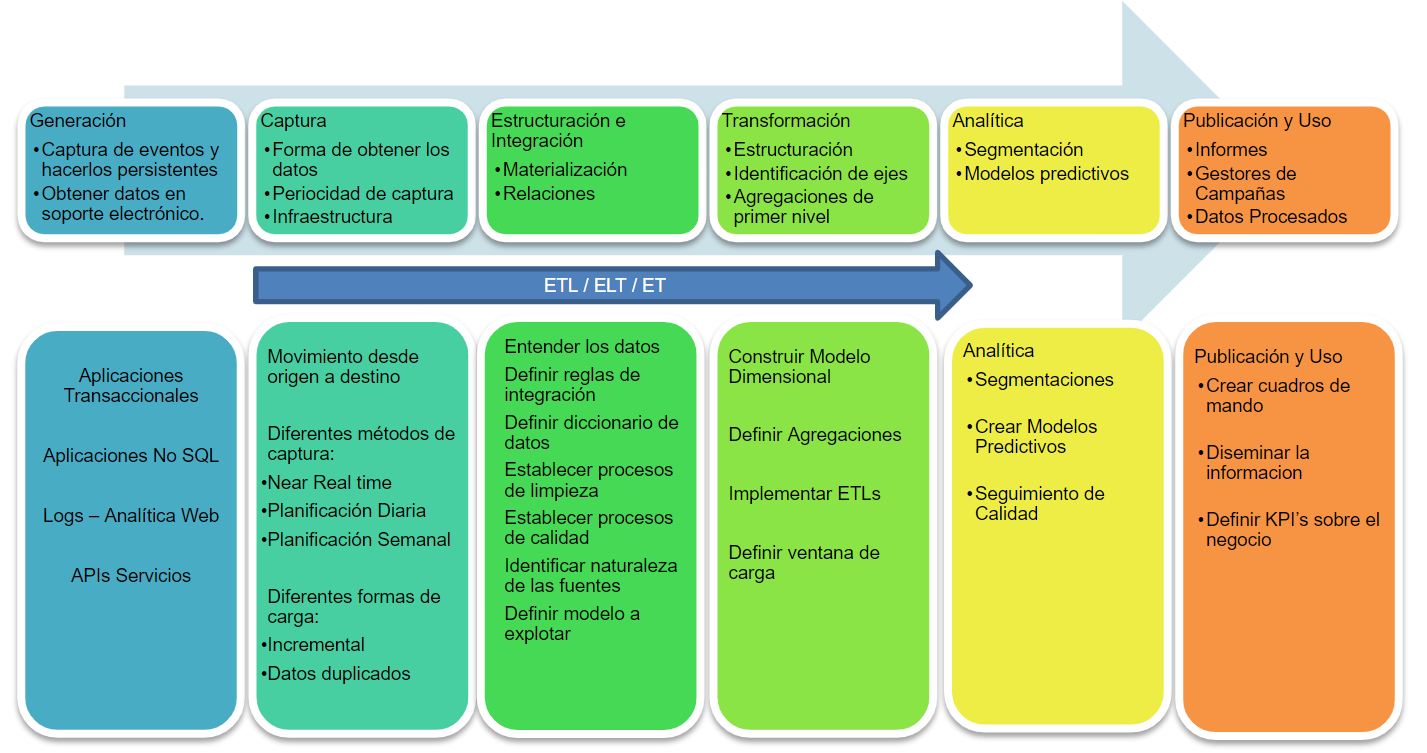 Generación
•Captura de eventos y
hacerlos persistentes
•Obtener datos en
soporte electrónico.
Captura
•Forma de obtener los
datos
•Periocidad de captura
•Infraestructura
Estructuración e
Integración
•Materialización
•Relaciones
Transformación
•Estructuración
•Identificación de ejes
•Agregaciones de
primer nivel
Analítica
•Segmentación
•Modelos predictivos
Publicación y Uso
•Informes
•Gestores de
Campañas
•Datos Procesados
ETL / ELT / ET
Aplicaciones
Transaccionales
Aplicaciones No SQL
Logs – Analítica Web
APIs Servicios
Movimiento desde
origen a destino
Diferentes métodos de
captura:
•Near Real time
•Planificación Diaria
•Planificación Semanal
Diferentes formas de
carga:
•Incremental
•Datos duplicados
Entender los datos
Definir reglas de
integración
Definir diccionario de
datos
Establecer procesos
de limpieza
Establecer procesos
de calidad
Identificar naturaleza
de las fuentes
Definir modelo a
explotar
Construir Modelo
Dimensional
Definir Agregaciones
Implementar ETLs
Definir ventana de
carga
Analítica
•Segmentaciones
•Crear Modelos
Predictivos
•Seguimiento de
Calidad
Publicación y Uso
•Crear cuadros de
mando
•Diseminar la
informacion
•Definir KPI’s sobre el
negocio